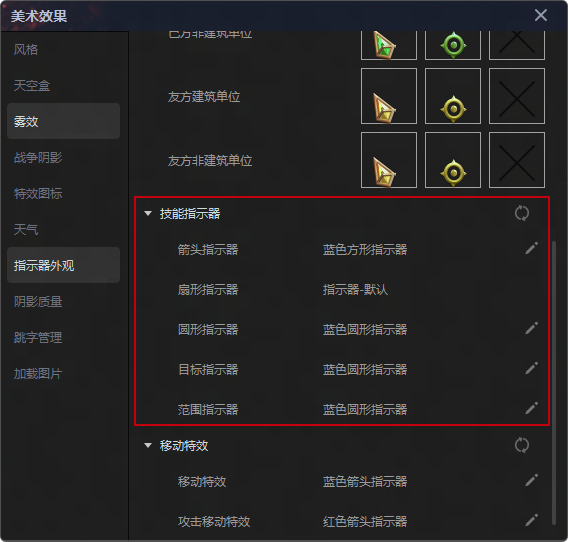 美术效果
风格
天空盒
雾效
战争阴影
特效图标
天气
指示器外观
阴影质量
跳字管理
加载图片
己方非建筑单位
友方建筑单位
友方非建筑单位
技能指示器
箭头指示器 蓝色方形指示器
扇形指示器 指示器-默认
圆形指示器 蓝色圆形指示器
目标指示器 蓝色圆形指示器
范围指示器 蓝色圆形指示器
移动特效
移动特效 蓝色箭头指示器
攻击移动特效 红色箭头指示器